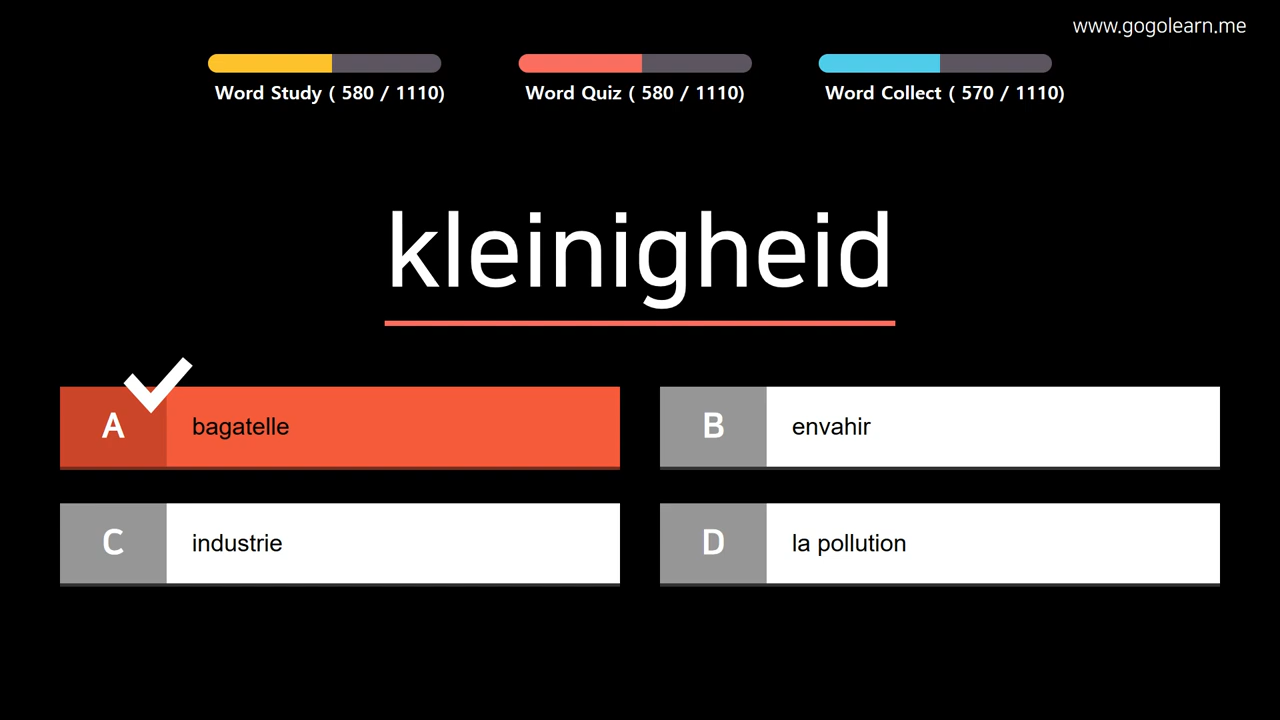 www.gogolearn.me
Word Study ( 580 / 1110)
Word Quiz ( 580 / 1110)
Word Collect ( 570 / 1110)
kleinigheid
A
bagatelle
B
envahir
C
industrie
D
la pollution